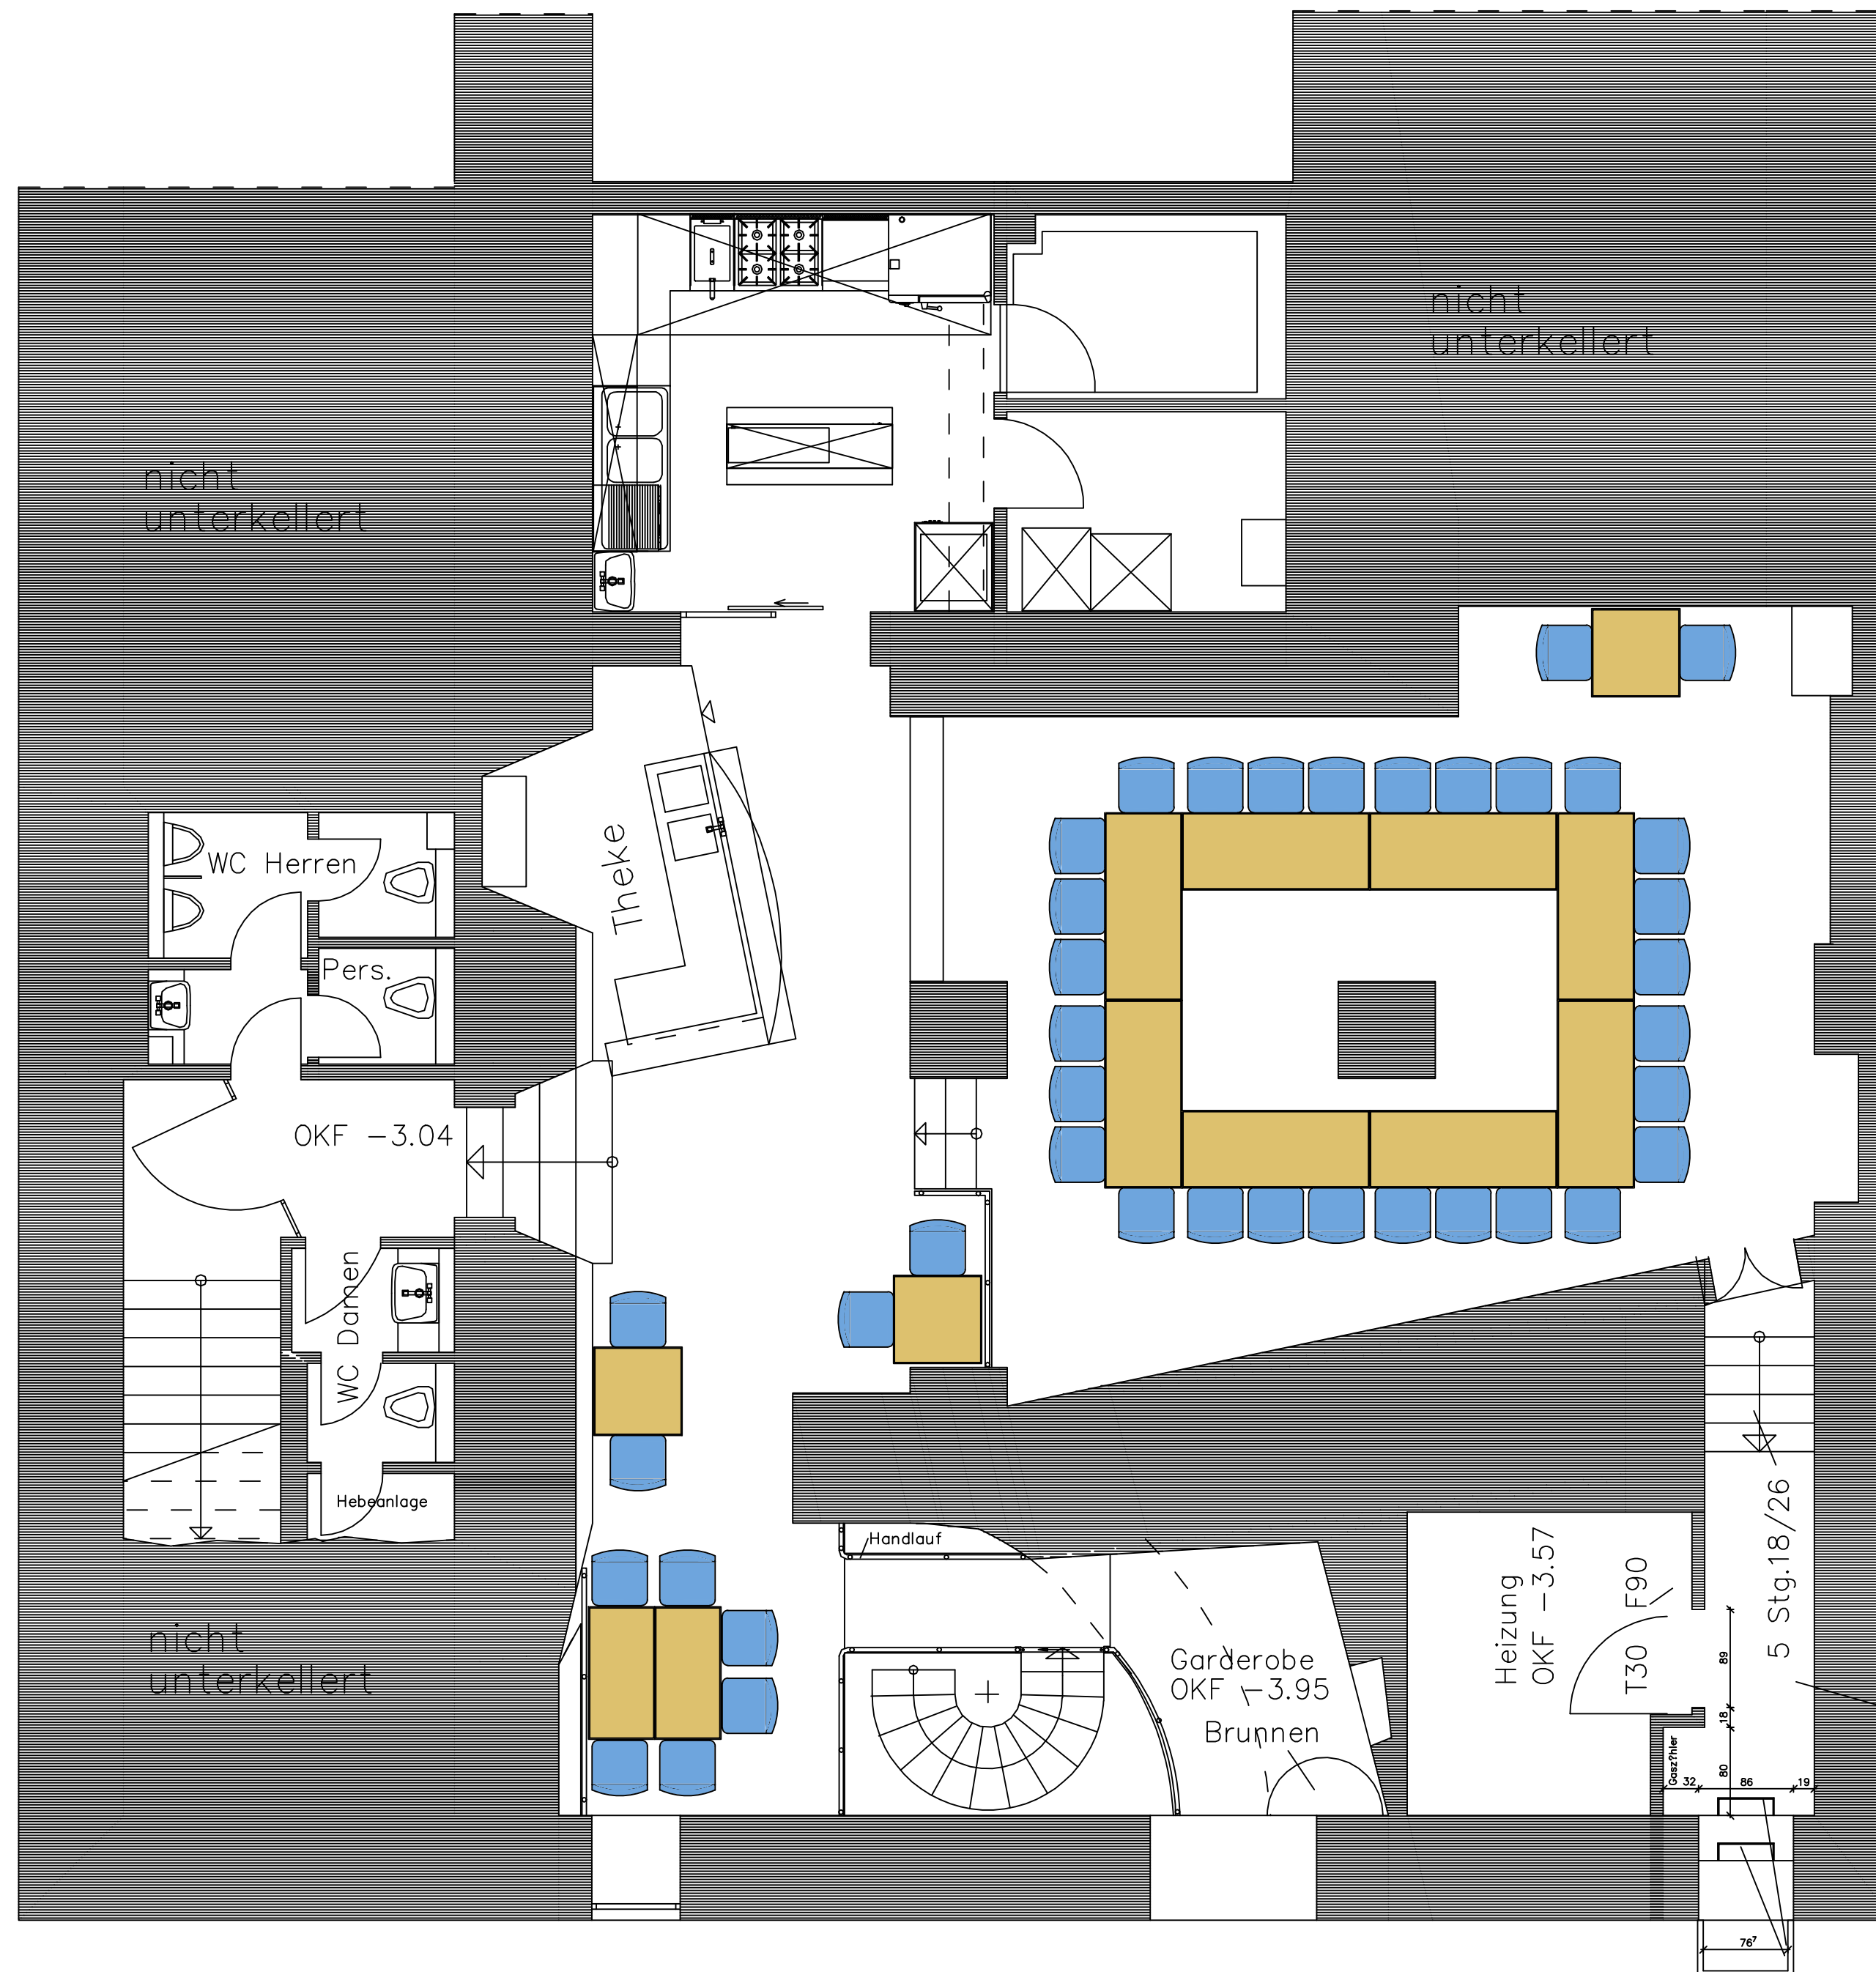 nicht
unterkellert
nicht
unterkellert
Theke
WC Herren
Pers.
OKF -3.04
WC Damen
Hebeanlage
Handlauf
nicht
unterkellert
Garderobe
OKF -3.95
Brunnen
Heizung
OKF -3.57
T30 F90
5 Stg.18/26
89
18
80
Gasz?hler
32
86
19
76⁷